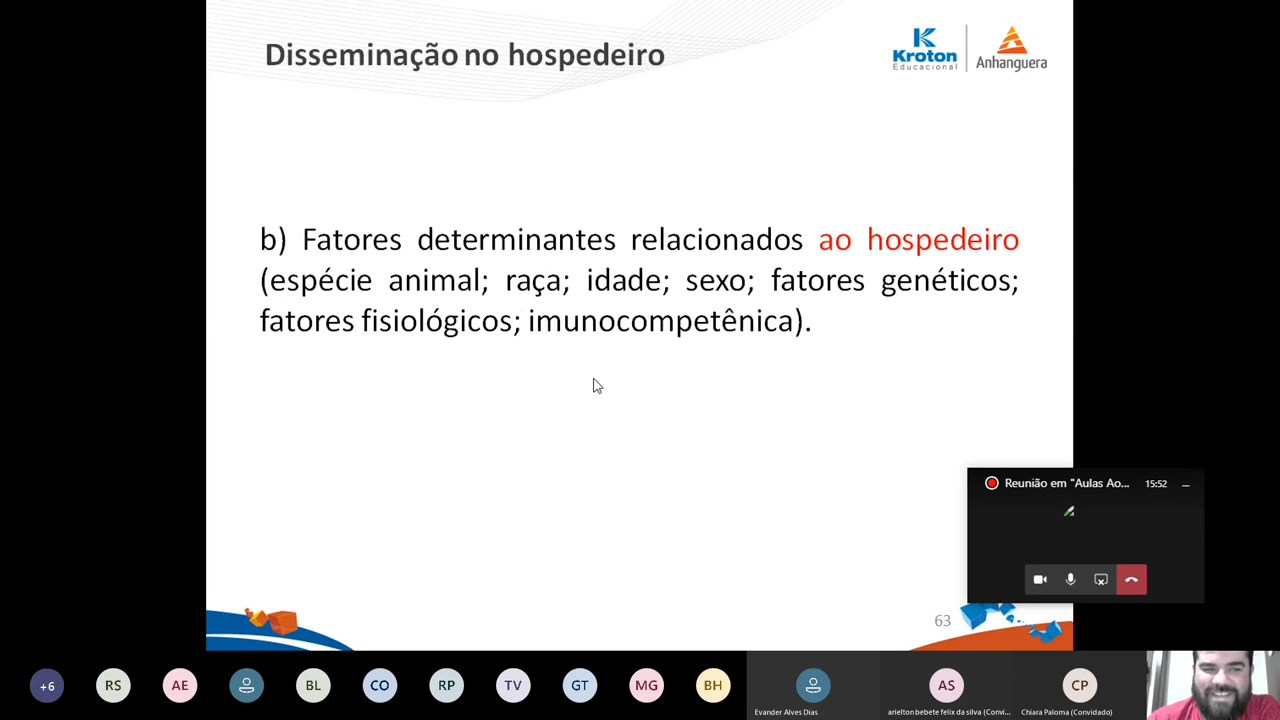 Disseminação no hospedeiro
Kroton
Educacional
Anhanguera
b) Fatores determinantes relacionados ao hospedeiro
(espécie animal; raça; idade; sexo; fatores genéticos;
fatores fisiológicos; imunocompetênica).
Reunião em "Aulas Ao... 15:52
63
+6 RS AE BL CO RP TV GT MG BH AS CP
Evander Alves Dias
arielton bebete felix da silva (Convi...
Chiara Paloma (Convidado)